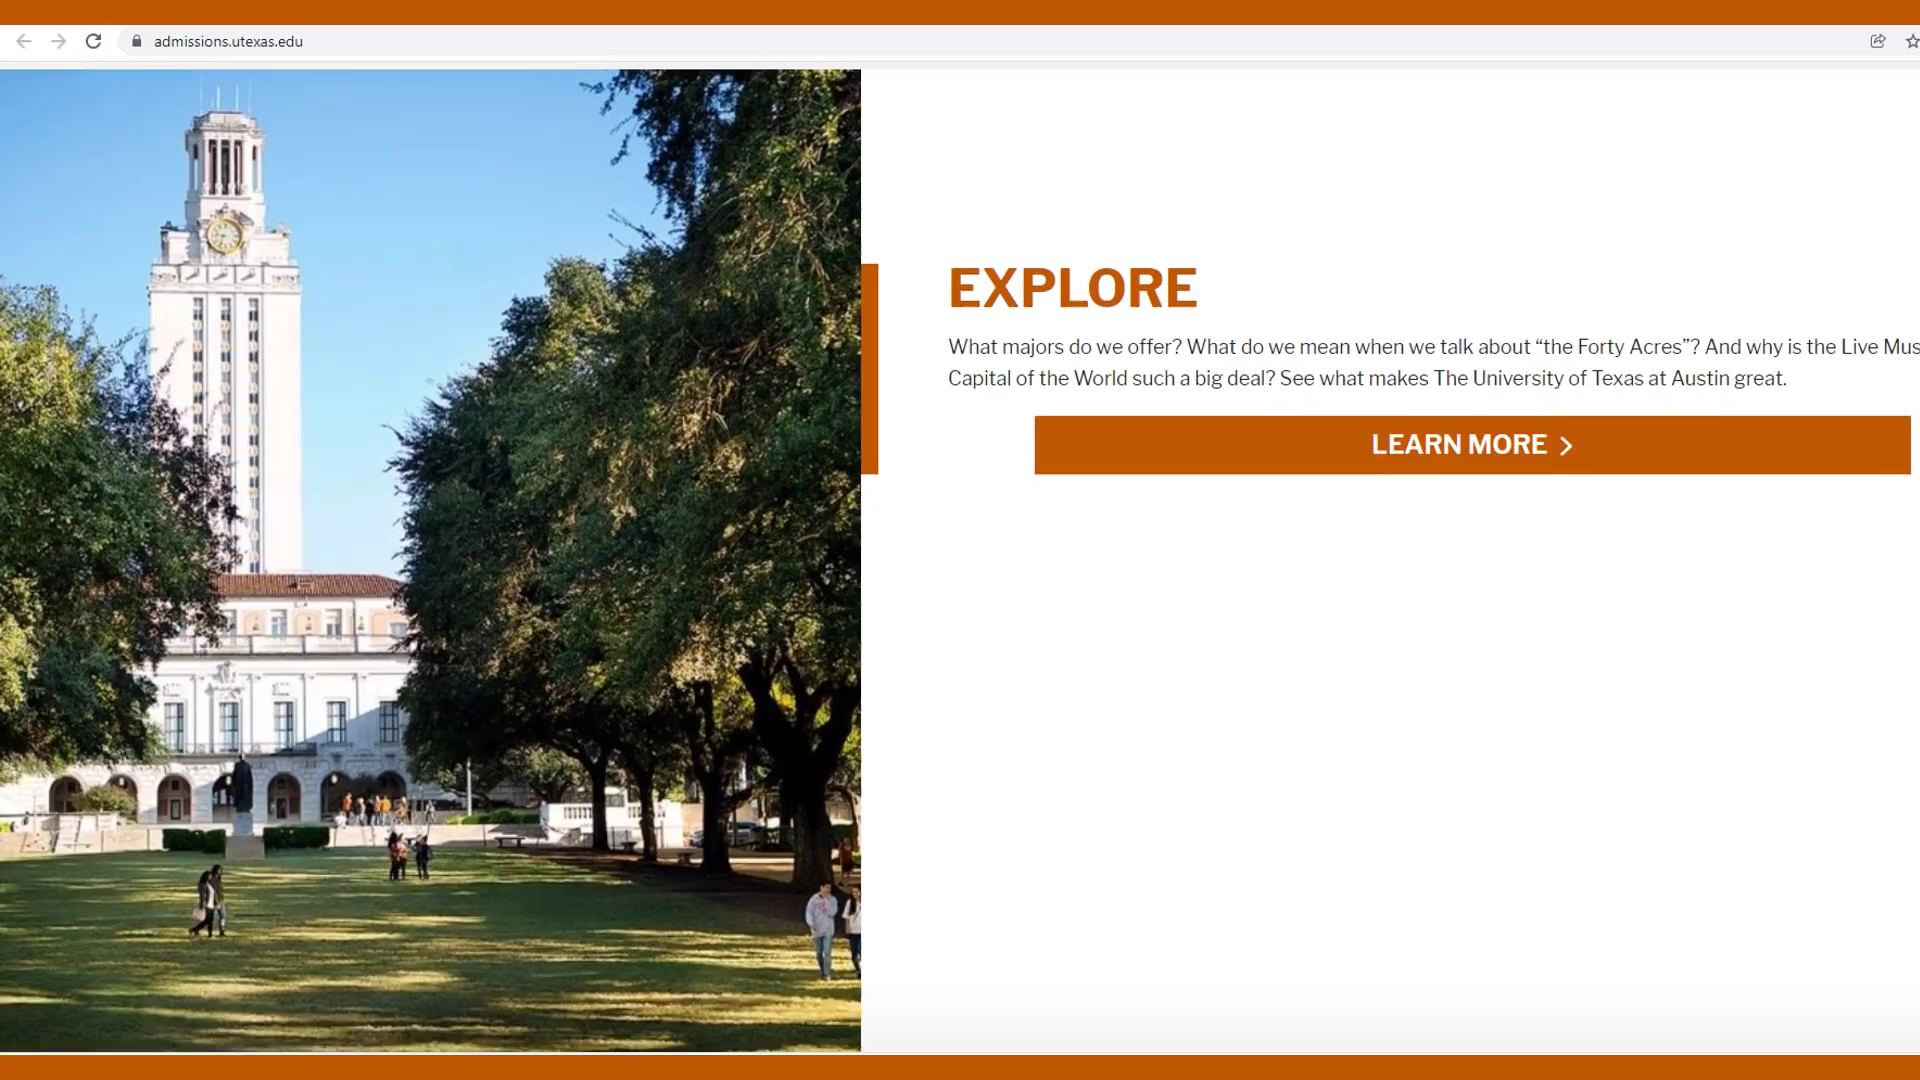 admissions.utexas.edu
EXPLORE
What majors do we offer? What do we mean when we talk about “the Forty Acres”? And why is the Live Mus
Capital of the World such a big deal? See what makes The University of Texas at Austin great.
LEARN MORE